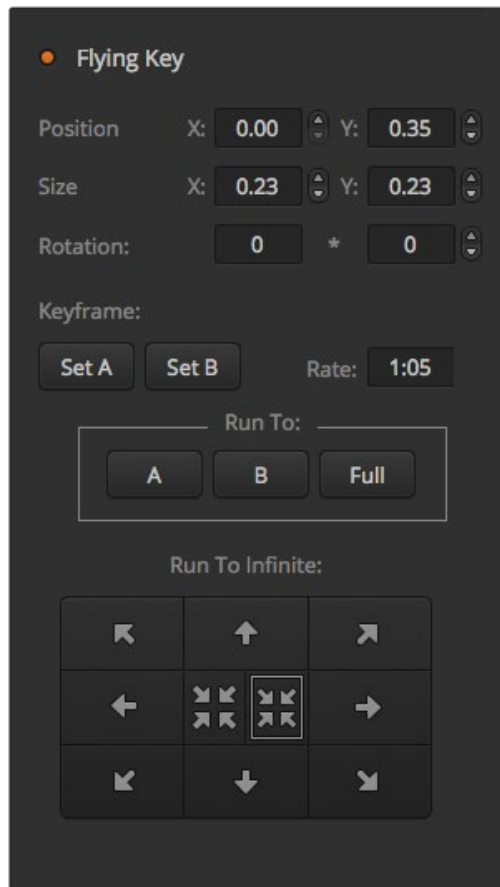 Flying Key
Position X: 0.00 Y: 0.35
Size X: 0.23 Y: 0.23
Rotation: 0 * 0
Keyframe:
Set A Set B Rate: 1:05
Run To:
A B Full
Run To Infinite: